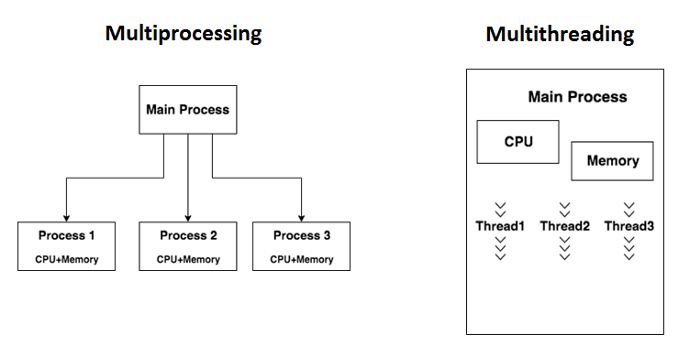 Multiprocessing
Main Process
Process 1
CPU+Memory
Process 2
CPU+Memory
Process 3
CPU+Memory
Multithreading
Main Process
CPU
Memory
Thread1
Thread2
Thread3